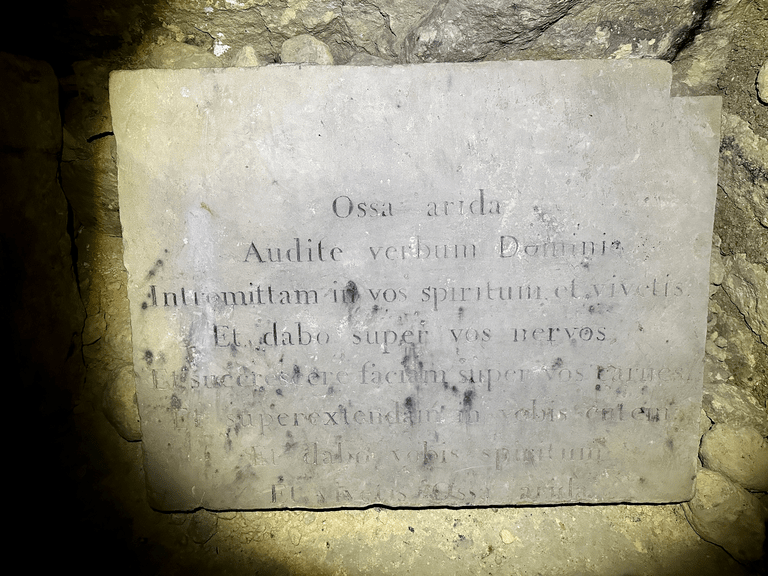 Ossa arida
Audite verbum Domini
Intromittam in vos spiritum et vivetis
Et dabo super vos nervos
Et succrescere faciam super vos carnes
Et superextendam in vobis cutem
Et dabo vobis spiritum
Et vivetis Ossa arida